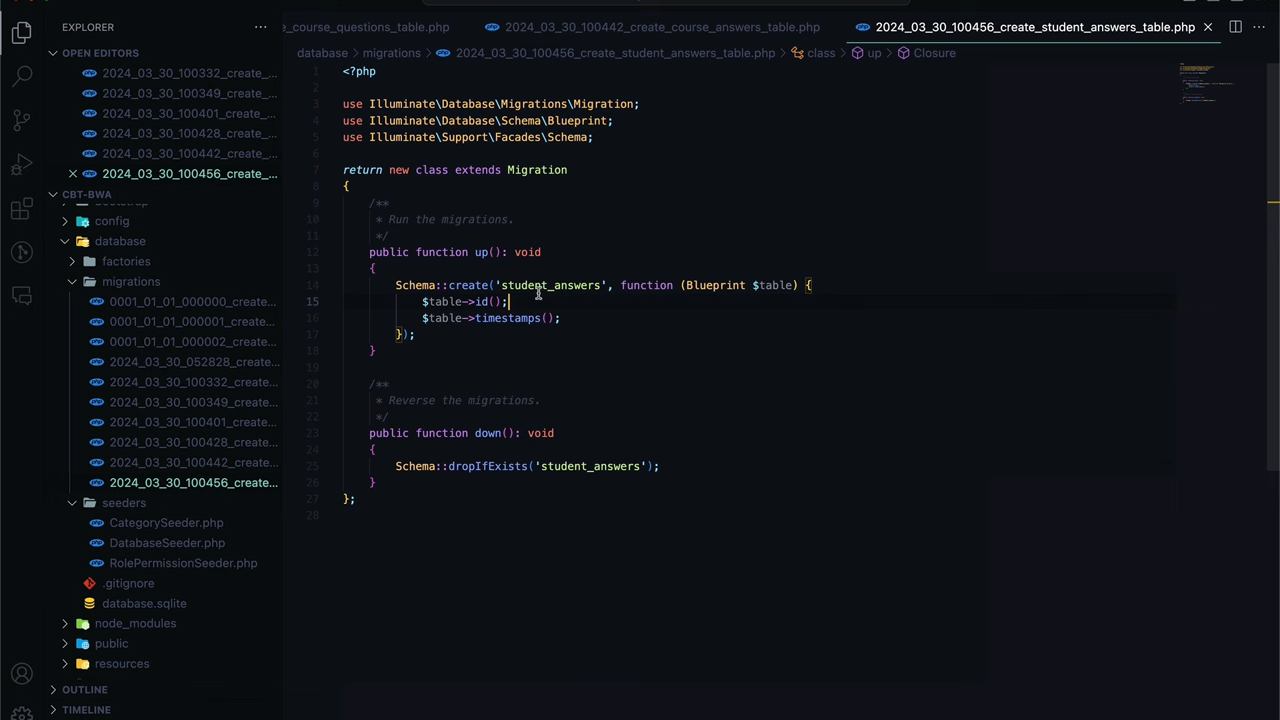 EXPLORER
OPEN EDITORS
2024_03_30_100332_create_...
2024_03_30_100349_create_...
2024_03_30_100401_create_...
2024_03_30_100428_create_...
2024_03_30_100442_create_...
2024_03_30_100456_create_...
CBT-BWA
config
database
factories
migrations
0001_01_01_000000_create...
0001_01_01_000001_create...
0001_01_01_000002_create...
2024_03_30_052828_create...
2024_03_30_100332_create...
2024_03_30_100349_create...
2024_03_30_100401_create...
2024_03_30_100428_create...
2024_03_30_100442_create...
2024_03_30_100456_create...
seeders
CategorySeeder.php
DatabaseSeeder.php
RolePermissionSeeder.php
.gitignore
database.sqlite
node_modules
public
resources
OUTLINE
TIMELINE
_course_questions_table.php 2024_03_30_100442_create_course_answers_table.php 2024_03_30_100456_create_student_answers_table.php
database > migrations > 2024_03_30_100456_create_student_answers_table.php > class > up > Closure
1 <?php
2
3 use Illuminate\Database\Migrations\Migration;
4 use Illuminate\Database\Schema\Blueprint;
5 use Illuminate\Support\Facades\Schema;
6
7 return new class extends Migration
8 {
9 /**
10 * Run the migrations.
11 */
12 public function up(): void
13 {
14 Schema::create('student_answers', function (Blueprint $table) {
15 $table->id();
16 $table->timestamps();
17 });
18 }
19
20 /**
21 * Reverse the migrations.
22 */
23 public function down(): void
24 {
25 Schema::dropIfExists('student_answers');
26 }
27 };
28